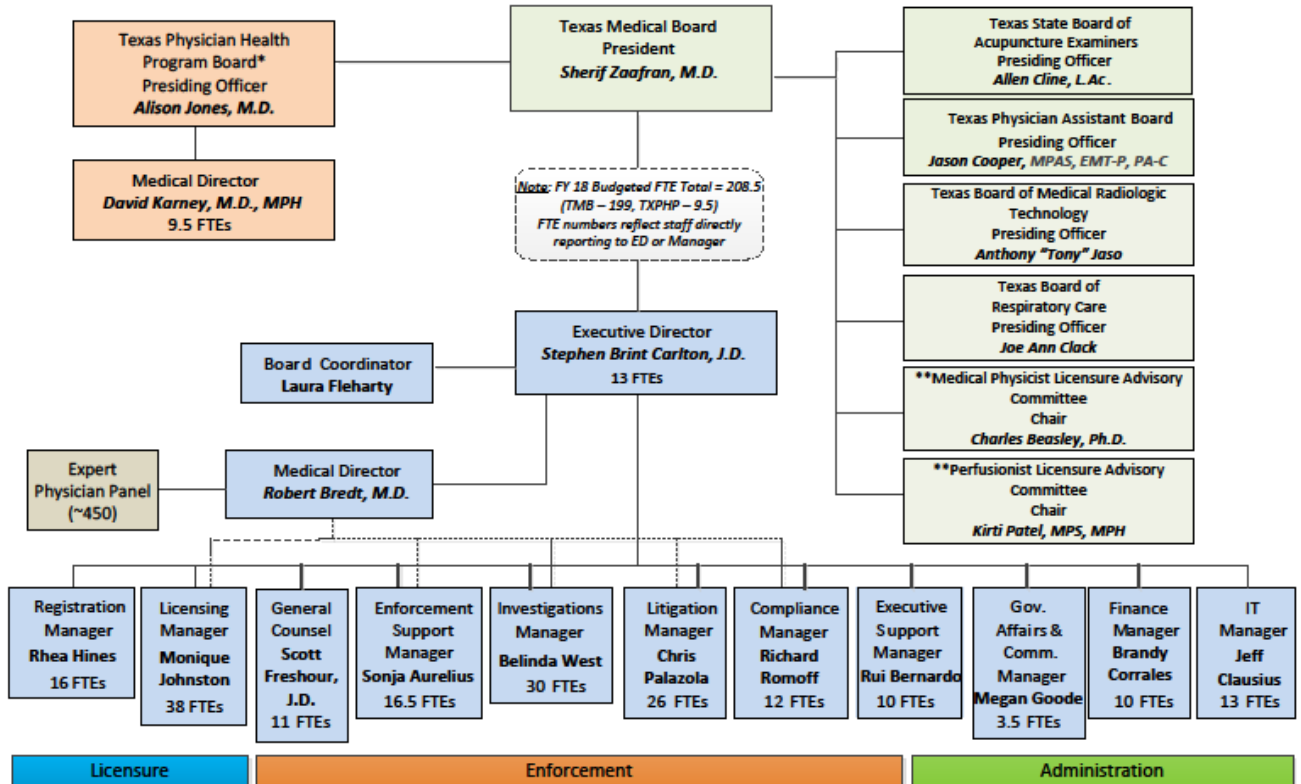 Texas Physician Health
Program Board*
Presiding Officer
Alison Jones, M.D.
Texas Medical Board
President
Sherif Zaafran, M.D.
Texas State Board of
Acupuncture Examiners
Presiding Officer
Allen Cline, L.Ac.
Texas Physician Assistant Board
Presiding Officer
Jason Cooper, MPAS, EMT-P, PA-C
Medical Director
David Karney, M.D., MPH
9.5 FTEs
Note: FY 18 Budgeted FTE Total = 208.5
(TMB – 199, TXPHP – 9.5)
FTE numbers reflect staff directly
reporting to ED or Manager
Texas Board of Medical Radiologic
Technology
Presiding Officer
Anthony “Tony” Jaso
Texas Board of
Respiratory Care
Presiding Officer
Joe Ann Clack
Executive Director
Stephen Brint Carlton, J.D.
13 FTEs
Board Coordinator
Laura Fleharty
**Medical Physicist Licensure Advisory
Committee
Chair
Charles Beasley, Ph.D.
Expert
Physician Panel
(~450)
Medical Director
Robert Bredt, M.D.
**Perfusionist Licensure Advisory
Committee
Chair
Kirti Patel, MPS, MPH
Registration
Manager
Rhea Hines
16 FTEs
Licensing
Manager
Monique
Johnston
38 FTEs
General
Counsel
Scott
Freshour,
J.D.
11 FTEs
Enforcement
Support
Manager
Sonja Aurelius
16.5 FTEs
Investigations
Manager
Belinda West
30 FTEs
Litigation
Manager
Chris
Palazola
26 FTEs
Compliance
Manager
Richard
Romoff
12 FTEs
Executive
Support
Manager
Rui Bernardo
10 FTEs
Gov.
Affairs &
Comm.
Manager
Megan Goode
3.5 FTEs
Finance
Manager
Brandy
Corrales
10 FTEs
IT
Manager
Jeff
Clausius
13 FTEs
Licensure
Enforcement
Administration